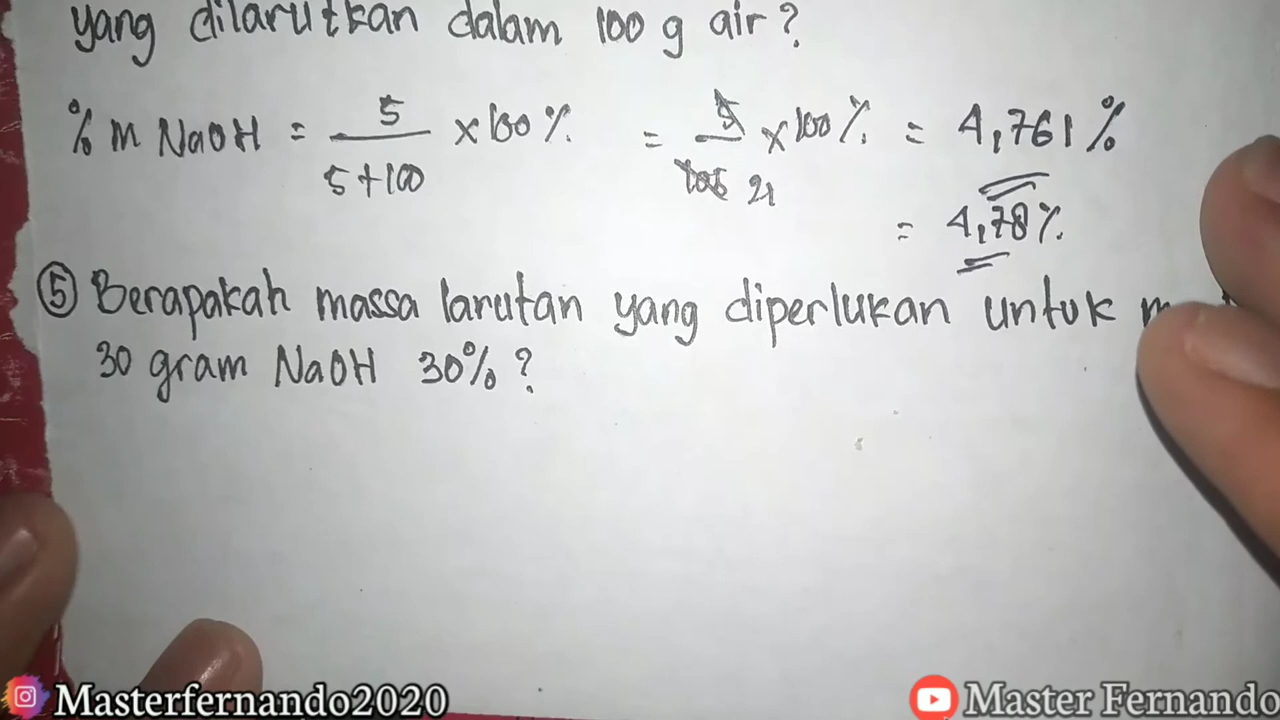 yang dilarutkan dalam 100 g air?
% m NaOH = 5 / 5+100 x 100% = 5 / 105 21 x 100% = 4,761%
= 4,78%
⑤ Berapakah massa larutan yang diperlukan untuk
30 gram NaOH 30%?
Masterfernando2020
Master Fernando